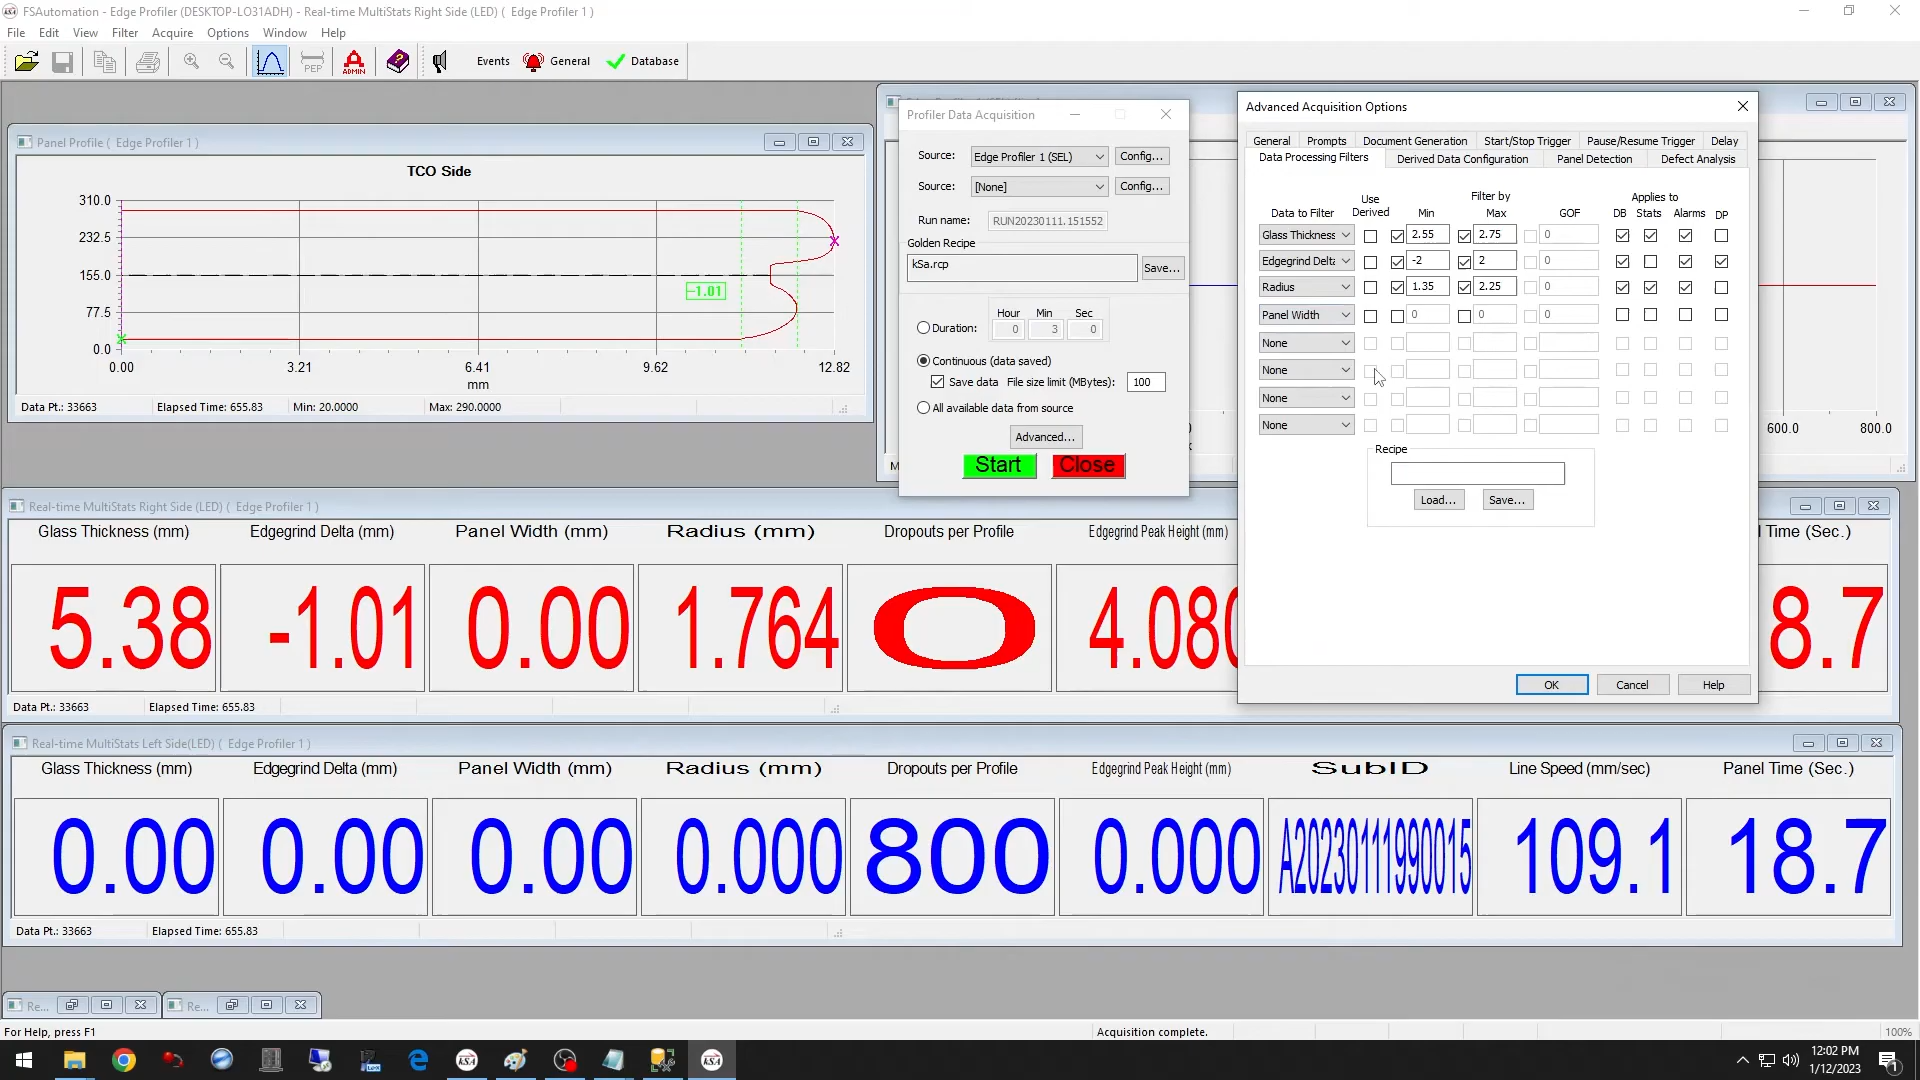 FSAutomation - Edge Profiler (DESKTOP-LO31ADH) - Real-time MultiStats Right Side (LED) ( Edge Profiler 1 )
File Edit View Filter Acquire Options Window Help
PEP ADMIN Events General Database
Panel Profile ( Edge Profiler 1 )
TCO Side
310.0
232.5
155.0
77.5
0.0
-1.01
0.00 3.21 6.41 9.62 12.82
mm
Data Pt.: 33663 Elapsed Time: 655.83 Min: 20.0000 Max: 290.0000
Profiler Data Acquisition
Source: Edge Profiler 1 (SEL) Config...
Source: [None] Config...
Run name: RUN20230111.151552
Golden Recipe
kSa.rcp Save...
Hour Min Sec
Duration: 0 3 0
Continuous (data saved)
Save data File size limit (MBytes): 100
All available data from source
Advanced...
Start Close
600.0 800.0
Advanced Acquisition Options
General Prompts Document Generation Start/Stop Trigger Pause/Resume Trigger Delay
Data Processing Filters Derived Data Configuration Panel Detection Defect Analysis
Data to Filter Use Derived Filter by Min Max GOF Applies to DB Stats Alarms DP
Glass Thickness 2.55 2.75 0
Edgegrind Delta -2 2 0
Radius 1.35 2.25 0
Panel Width 0 0 0
None
None
None
None
Recipe
Load... Save...
OK Cancel Help
Real-time MultiStats Right Side (LED) ( Edge Profiler 1 )
Glass Thickness (mm) Edgegrind Delta (mm) Panel Width (mm) Radius (mm) Dropouts per Profile Edgegrind Peak Height (mm) Time (Sec.)
5.38 -1.01 0.00 1.764 0 4.080 8.7
Data Pt.: 33663 Elapsed Time: 655.83
Real-time MultiStats Left Side(LED) ( Edge Profiler 1 )
Glass Thickness (mm) Edgegrind Delta (mm) Panel Width (mm) Radius (mm) Dropouts per Profile Edgegrind Peak Height (mm) SubID Line Speed (mm/sec) Panel Time (Sec.)
0.00 0.00 0.00 0.000 800 0.000 A20230111990015 109.1 18.7
Data Pt.: 33663 Elapsed Time: 655.83
Re... Re...
For Help, press F1 Acquisition complete. 100%
kSA kSA
12:02 PM
1/12/2023
1